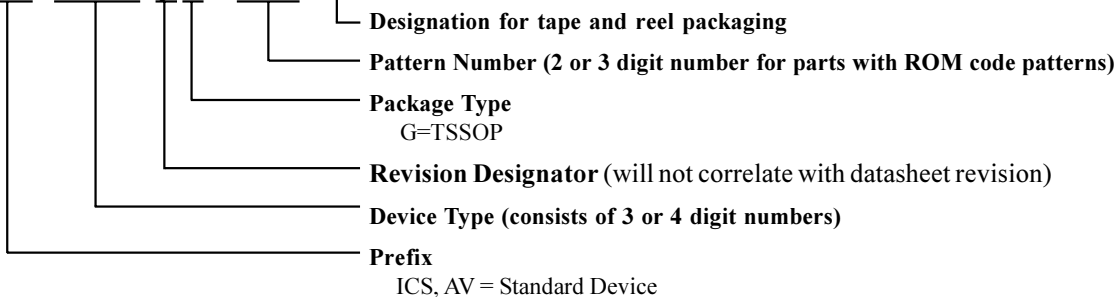 Designation for tape and reel packaging
Pattern Number (2 or 3 digit number for parts with ROM code patterns)
Package Type
G=TSSOP
Revision Designator (will not correlate with datasheet revision)
Device Type (consists of 3 or 4 digit numbers)
Prefix
ICS, AV = Standard Device